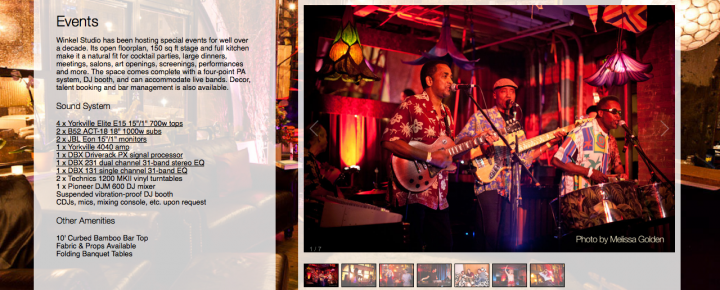 Events
Winkel Studio has been hosting special events for well over
a decade. Its open floorplan, 150 sq ft stage and full kitchen
make it a natural fit for cocktail parties, large dinners,
meetings, salons, art openings, screenings, performances
and more. The space comes complete with a four-point PA
system, DJ booth, and can accommodate live bands. Decor,
talent booking and bar management is also available.
Sound System
4 x Yorkville Elite E15 15"/1" 700w tops
2 x B52 ACT-18 18" 1000w subs
2 x JBL Eon 15"/1" monitors
1 x Yorkville 4040 amp
1 x DBX Driverack PX signal processor
1 x DBX 231 dual channel 31-band stereo EQ
1 x DBX 131 single channel 31-band EQ
2 x Technics 1200 MKII vinyl turntables
1 x Pioneer DJM 600 DJ mixer
Suspended vibration-proof DJ booth
CDJs, mics, mixing console, etc. upon request
Other Amenities
10' Curbed Bamboo Bar Top
Fabric & Props Available
Folding Banquet Tables
1 / 7
Photo by Melissa Golden